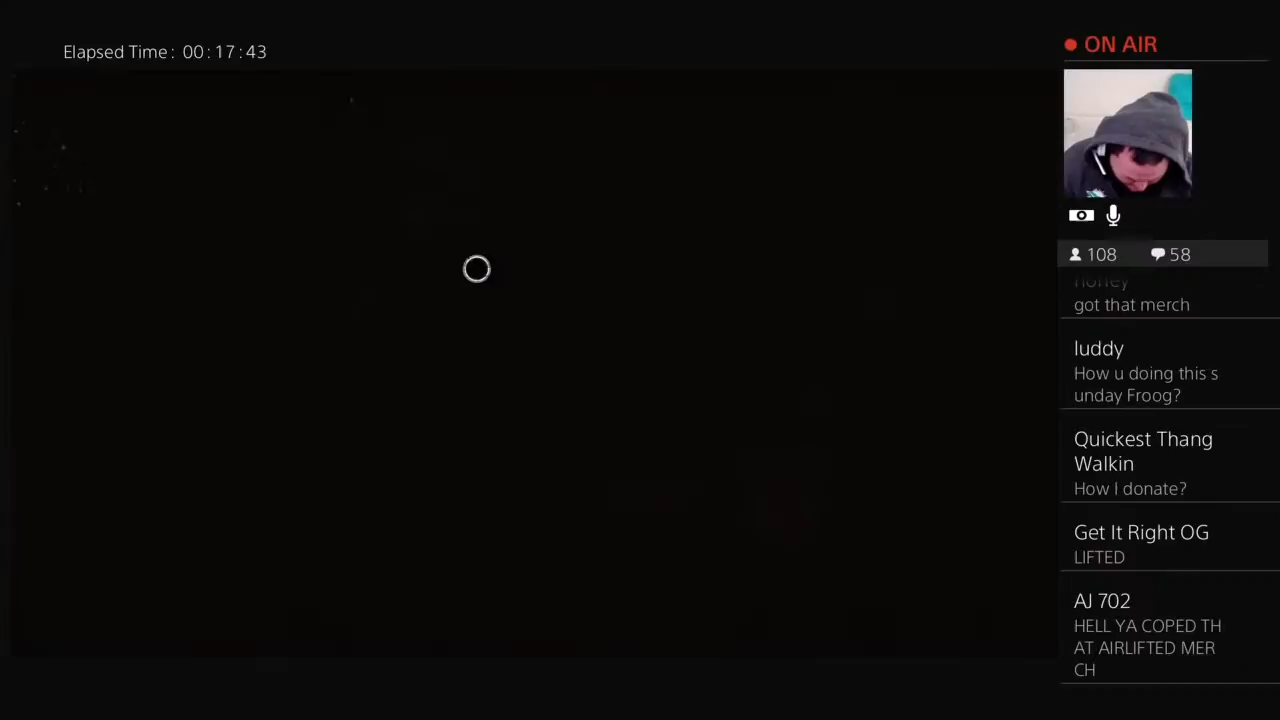 Elapsed Time: 00:17:43
ON AIR
108 58
got that merch
luddy
How u doing this s
unday Froog?
Quickest Thang
Walkin
How I donate?
Get It Right OG
LIFTED
AJ 702
HELL YA COPED TH
AT AIRLIFTED MER
CH